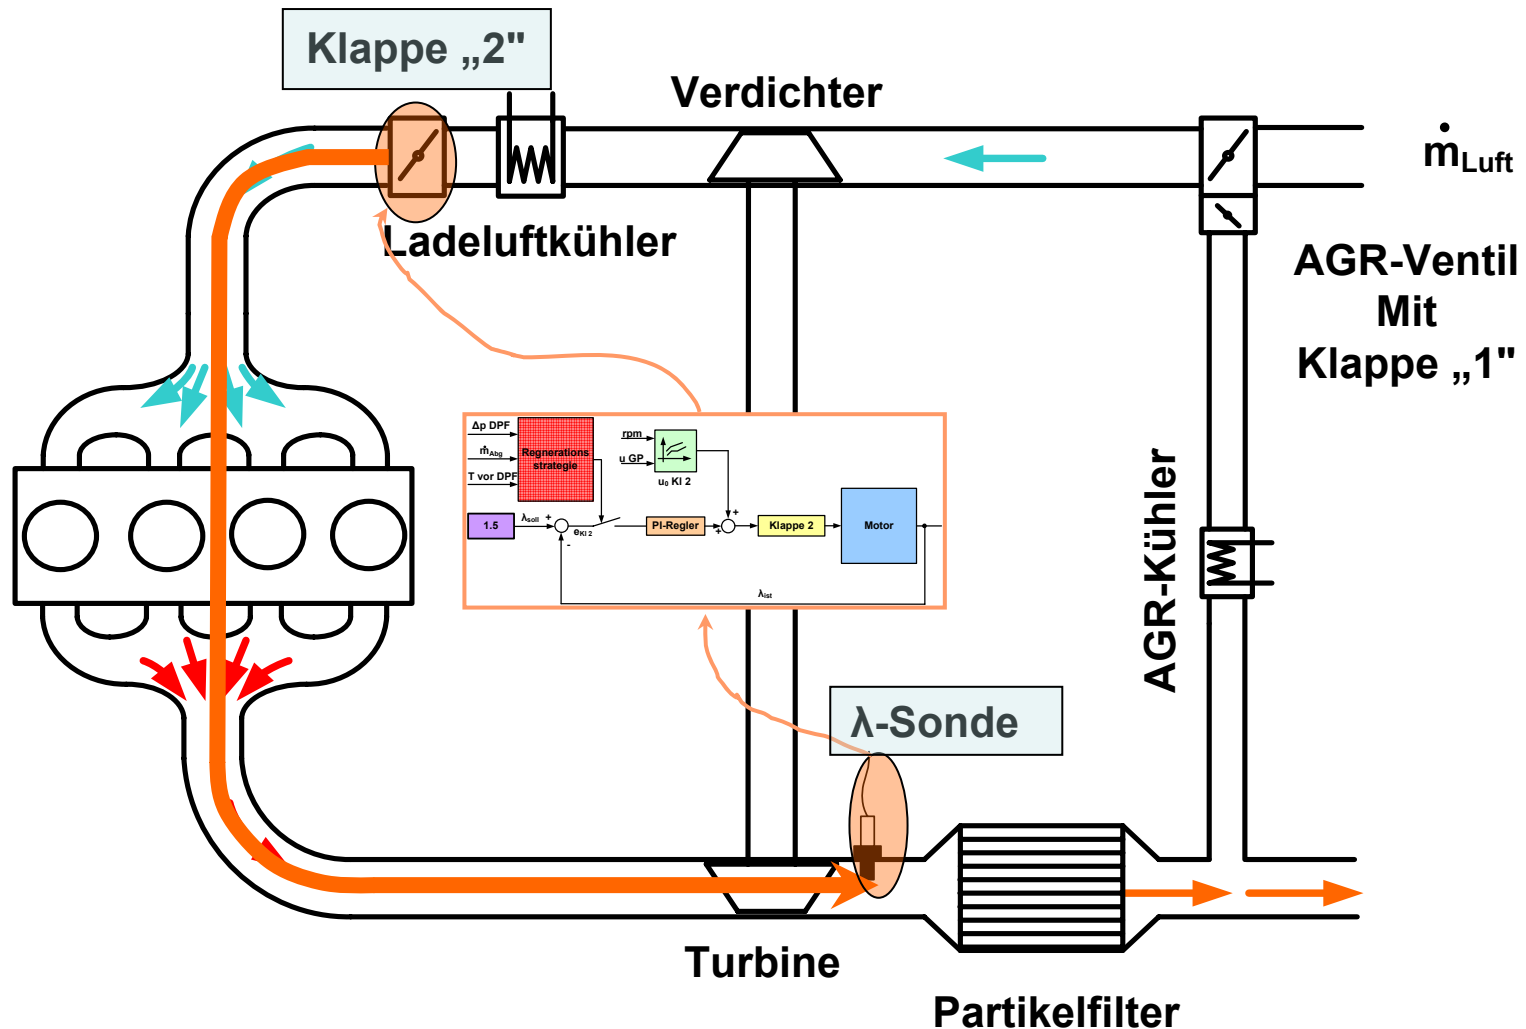 Klappe „2"
Verdichter
ṁLuft
Ladeluftkühler
AGR-Ventil
Mit
Klappe „1"
Δp DPF
ṁAbg
T vor DPF
Regnerations
strategie
rpm
u GP
u₀ Kl 2
1.5
λsoll
+
-
eKl 2
PI-Regler
+
+
Klappe 2
Motor
λist
AGR-Kühler
λ-Sonde
Turbine
Partikelfilter